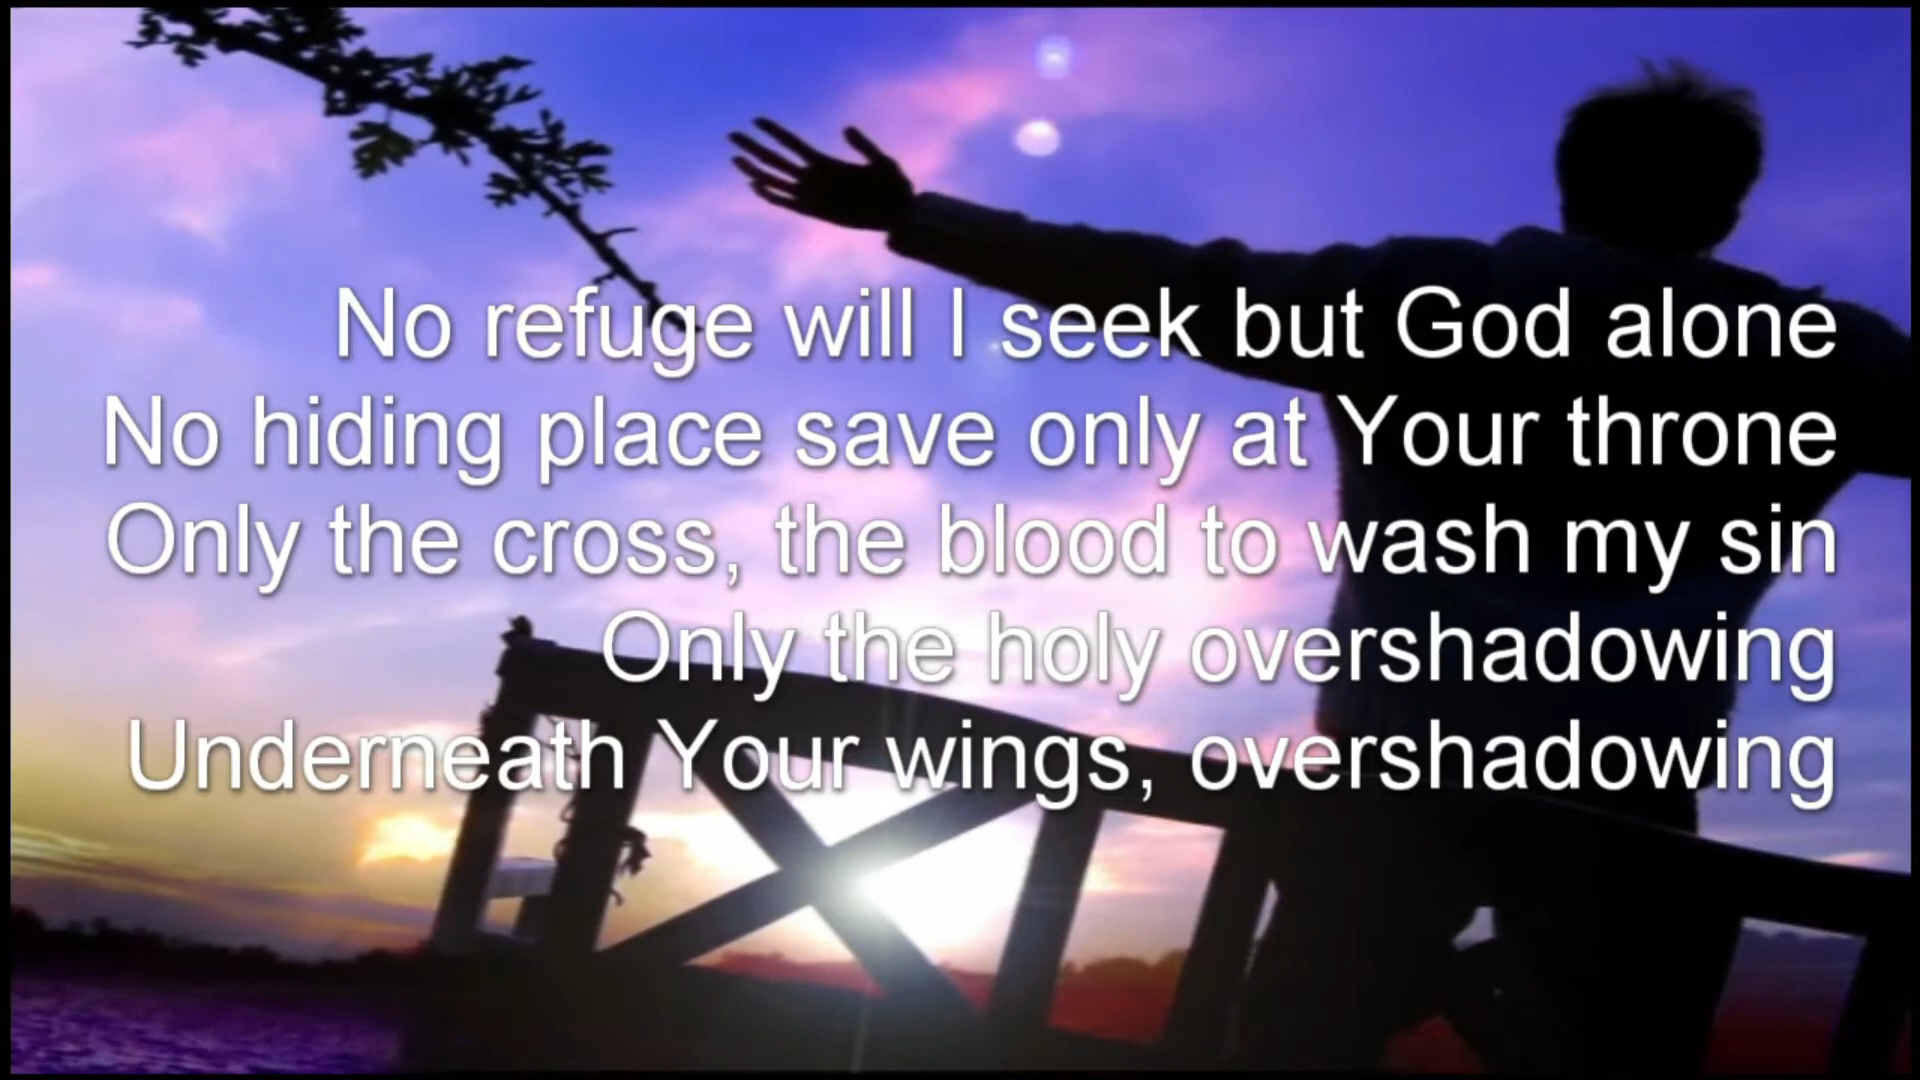 No refuge will I seek but God alone
No hiding place save only at Your throne
Only the cross, the blood to wash my sin
Only the holy overshadowing
Underneath Your wings, overshadowing